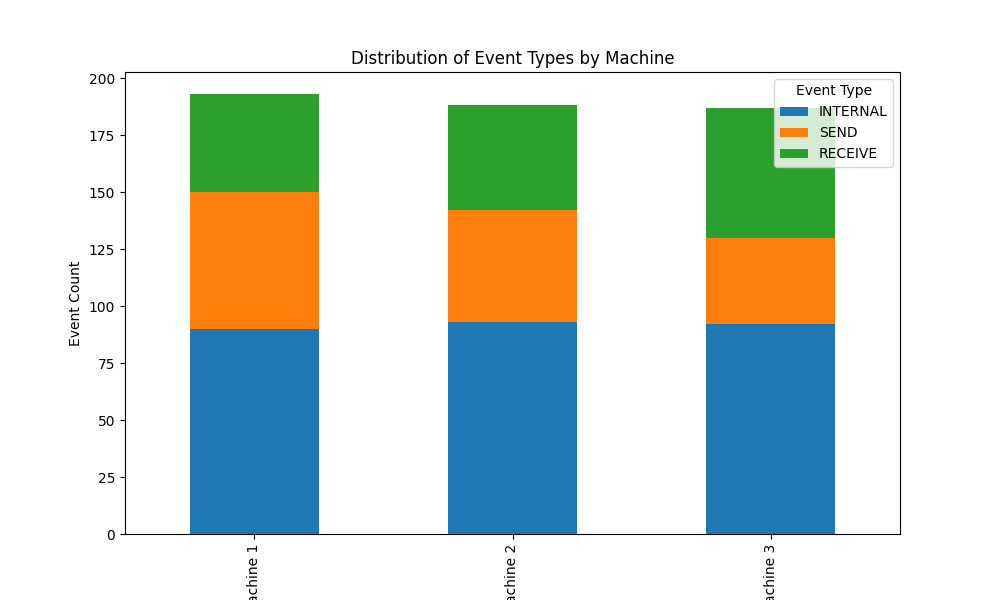 Distribution of Event Types by Machine
Event Type
INTERNAL
SEND
RECEIVE
Event Count
200
175
150
125
100
75
50
25
0
achine 1
achine 2
achine 3